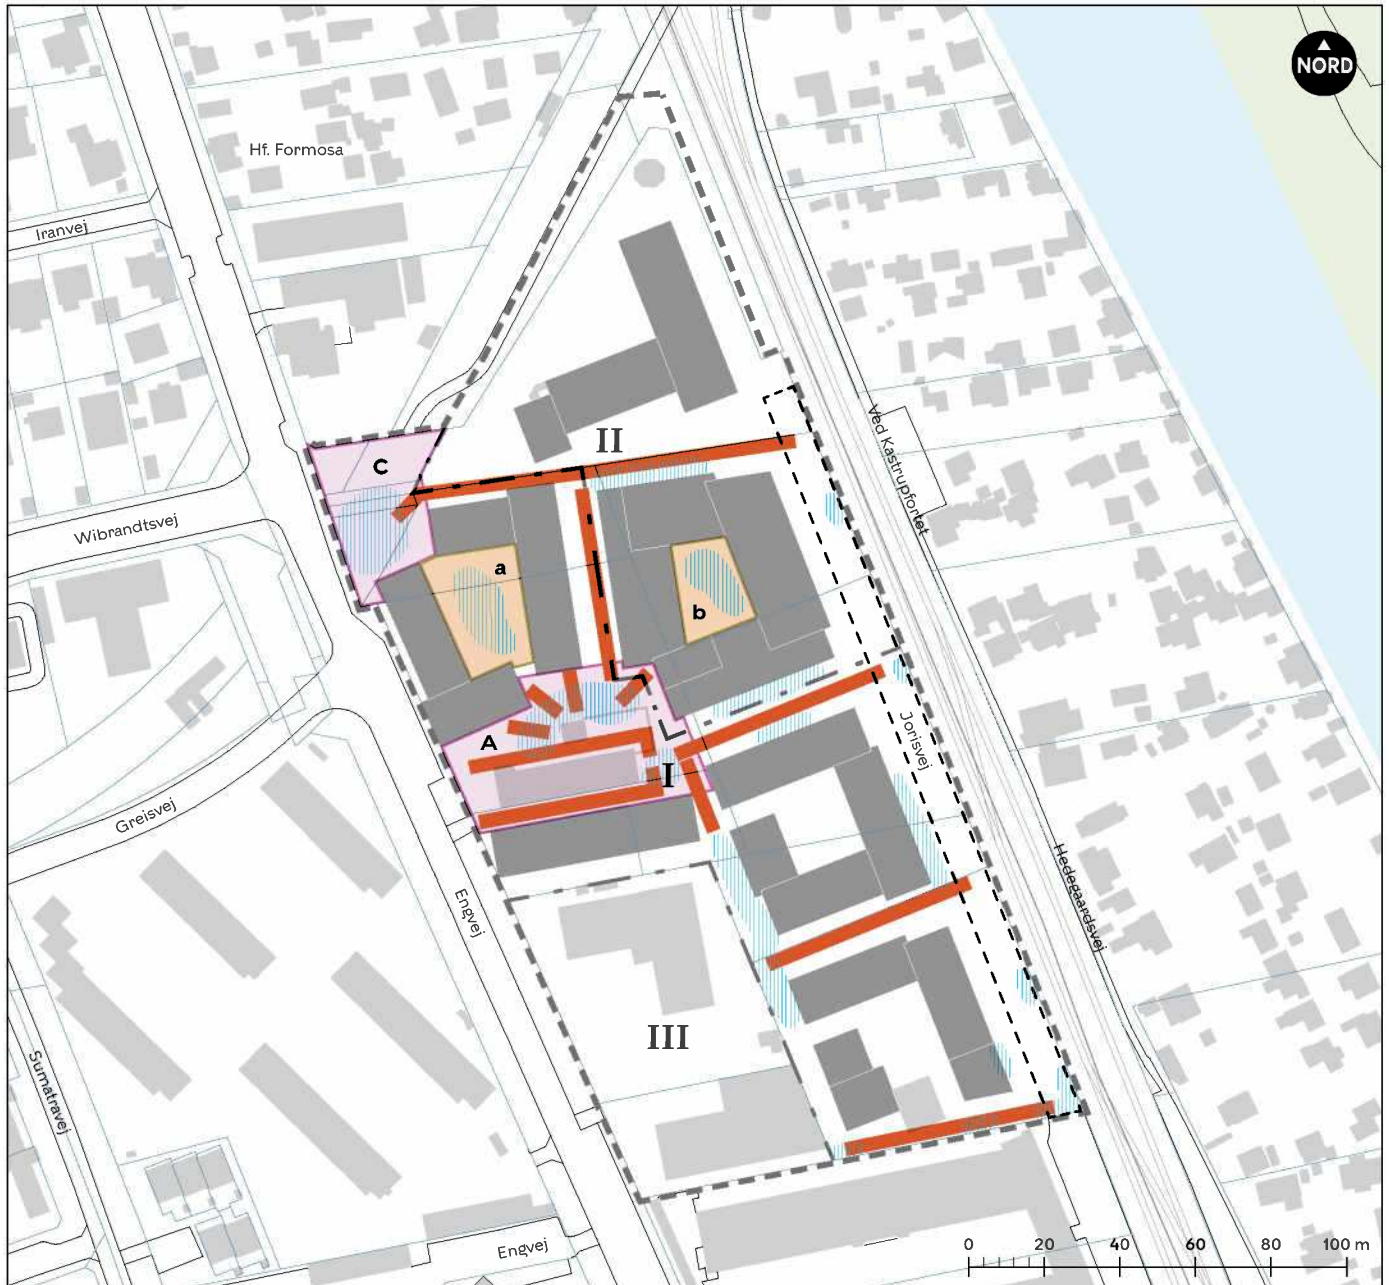 NORD
Hf. Formosa
Iranvej
Ved Kastrupfortet
II
C
Wibrandtsvej
a
b
Jorisvej
A
I
Greisvej
Hedegaardsvej
Engvej
III
Sumatravej
Engvej
0 20 40 60 80 100 m